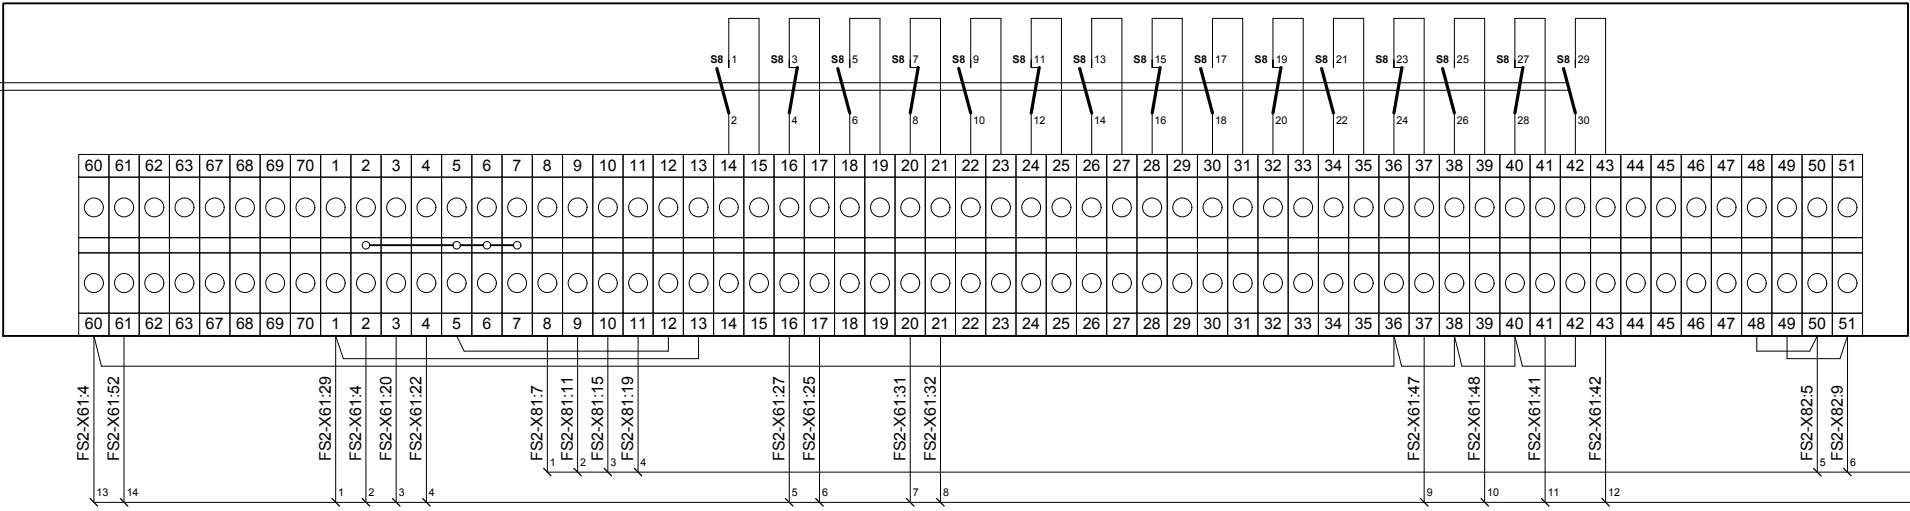 S8 1 S8 3 S8 5 S8 7 S8 9 S8 11 S8 13 S8 15 S8 17 S8 19 S8 21 S8 23 S8 25 S8 27 S8 29
2 4 6 8 10 12 14 16 18 20 22 24 26 28 30
60 61 62 63 67 68 69 70 1 2 3 4 5 6 7 8 9 10 11 12 13 14 15 16 17 18 19 20 21 22 23 24 25 26 27 28 29 30 31 32 33 34 35 36 37 38 39 40 41 42 43 44 45 46 47 48 49 50 51
60 61 62 63 67 68 69 70 1 2 3 4 5 6 7 8 9 10 11 12 13 14 15 16 17 18 19 20 21 22 23 24 25 26 27 28 29 30 31 32 33 34 35 36 37 38 39 40 41 42 43 44 45 46 47 48 49 50 51
FS2-X61:4
FS2-X61:52
FS2-X61:29
FS2-X61:4
FS2-X61:20
FS2-X61:22
FS2-X81:7
FS2-X81:11
FS2-X81:15
FS2-X81:19
FS2-X61:27
FS2-X61:25
FS2-X61:31
FS2-X61:32
FS2-X61:47
FS2-X61:48
FS2-X61:41
FS2-X61:42
FS2-X82:5
FS2-X82:9
1 2 3 4 5 6
13 14 1 2 3 4 5 6 7 8 9 10 11 12